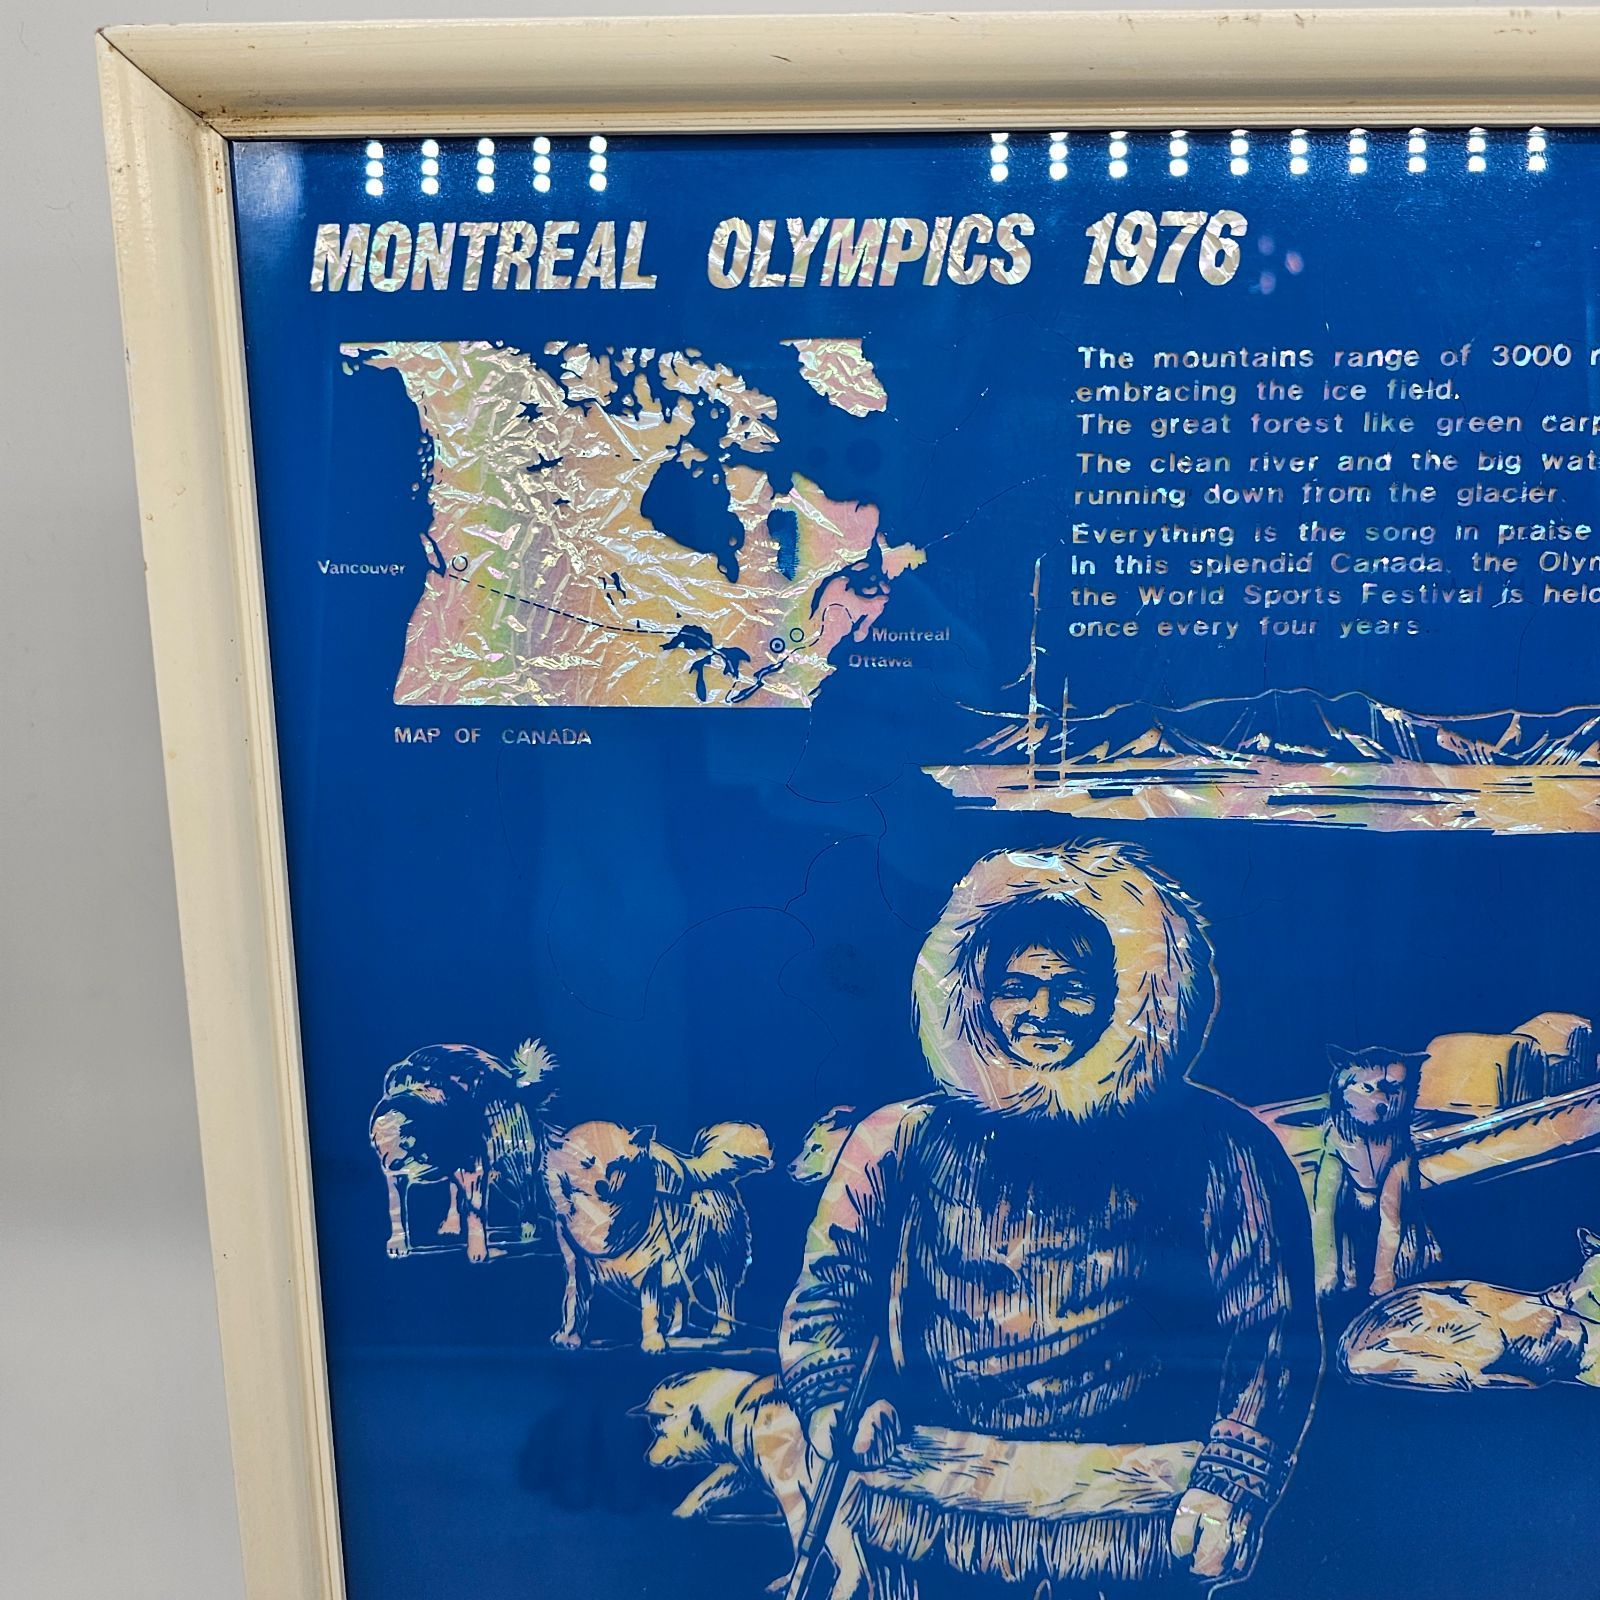 MONTREAL OLYMPICS 1976
The mountains range of 3000
embracing the ice field.
The great forest like green
The clean river and the big
running down from the glacier.
Everything is the song in praise
In this splendid Canada, the
the World Sports Festival is
once every four years.
Vancouver
Montreal
Ottawa
MAP OF CANADA